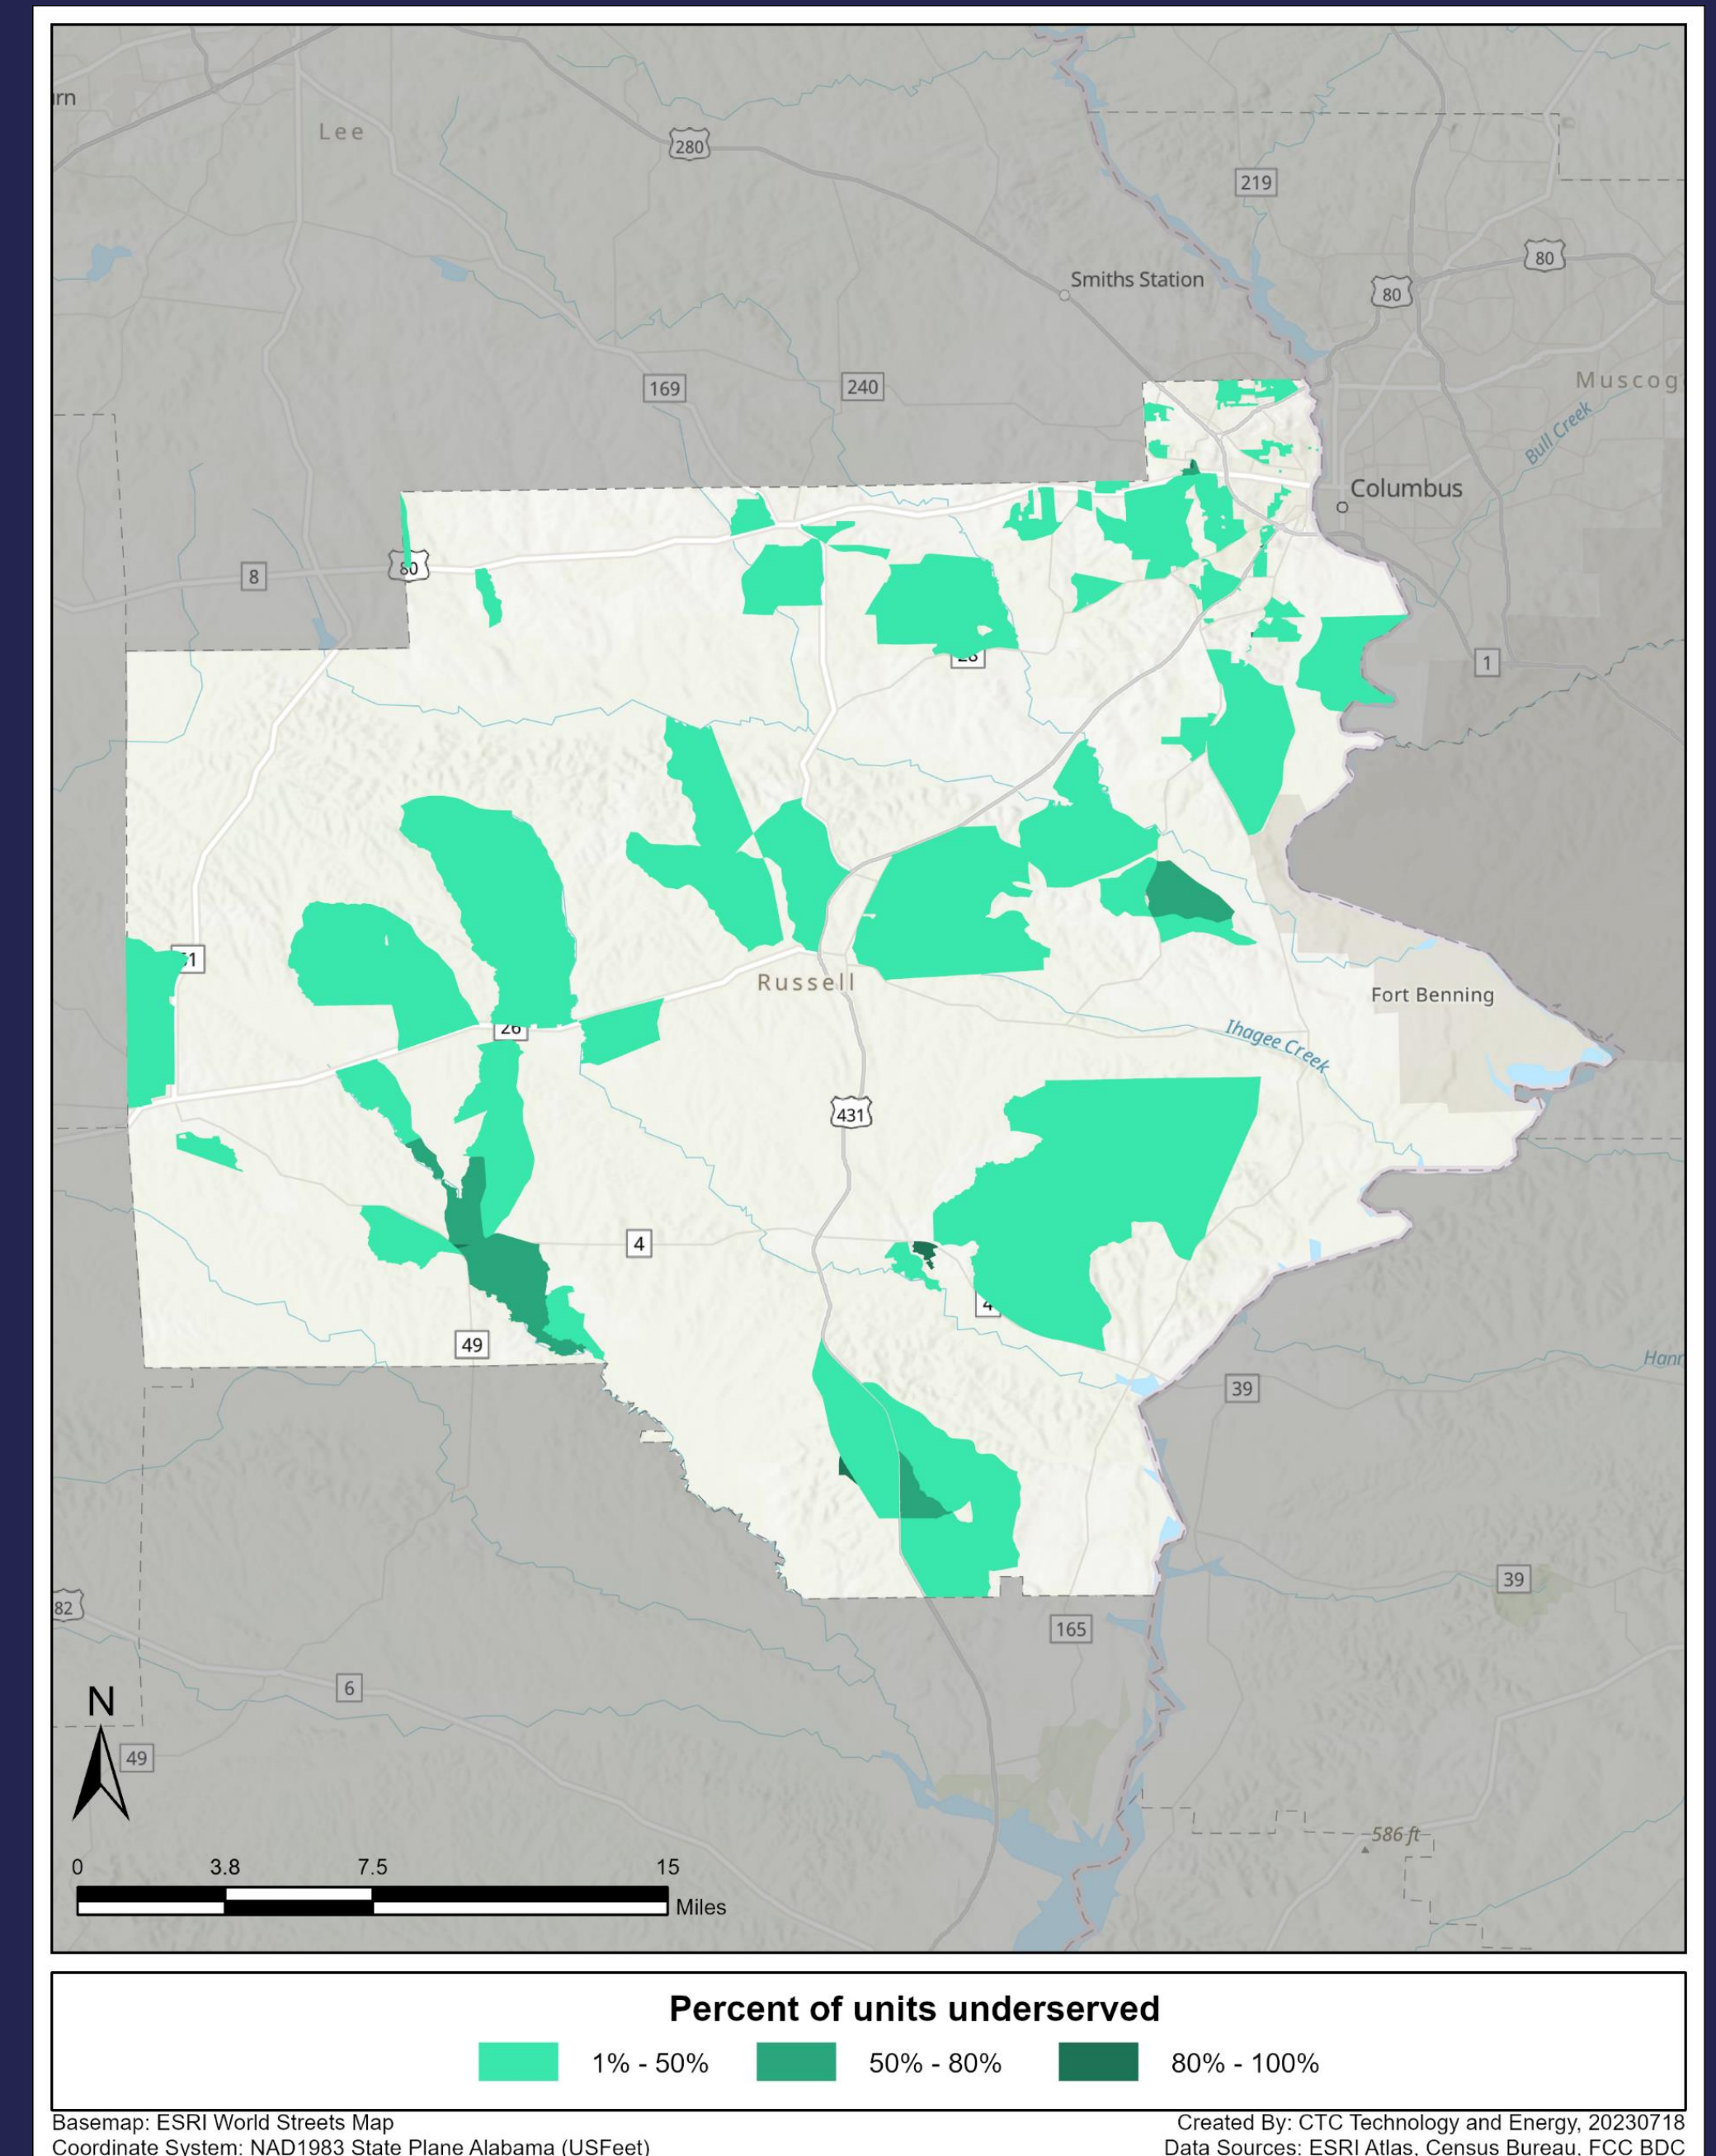 Lee
280
219
80
80
Smiths Station
169
240
Muscog
Bull Creek
Columbus
80
8
1
Russell
Fort Benning
26
Ihagee Creek
431
4
4
49
39
Hann
39
82
165
6
N
49
586 ft
0 3.8 7.5 15
Miles
Percent of units underserved
1% - 50% 50% - 80% 80% - 100%
Basemap: ESRI World Streets Map
Created By: CTC Technology and Energy, 20230718
Coordinate System: NAD1983 State Plane Alabama (USFeet)
Data Sources: ESRI Atlas, Census Bureau, FCC BDC